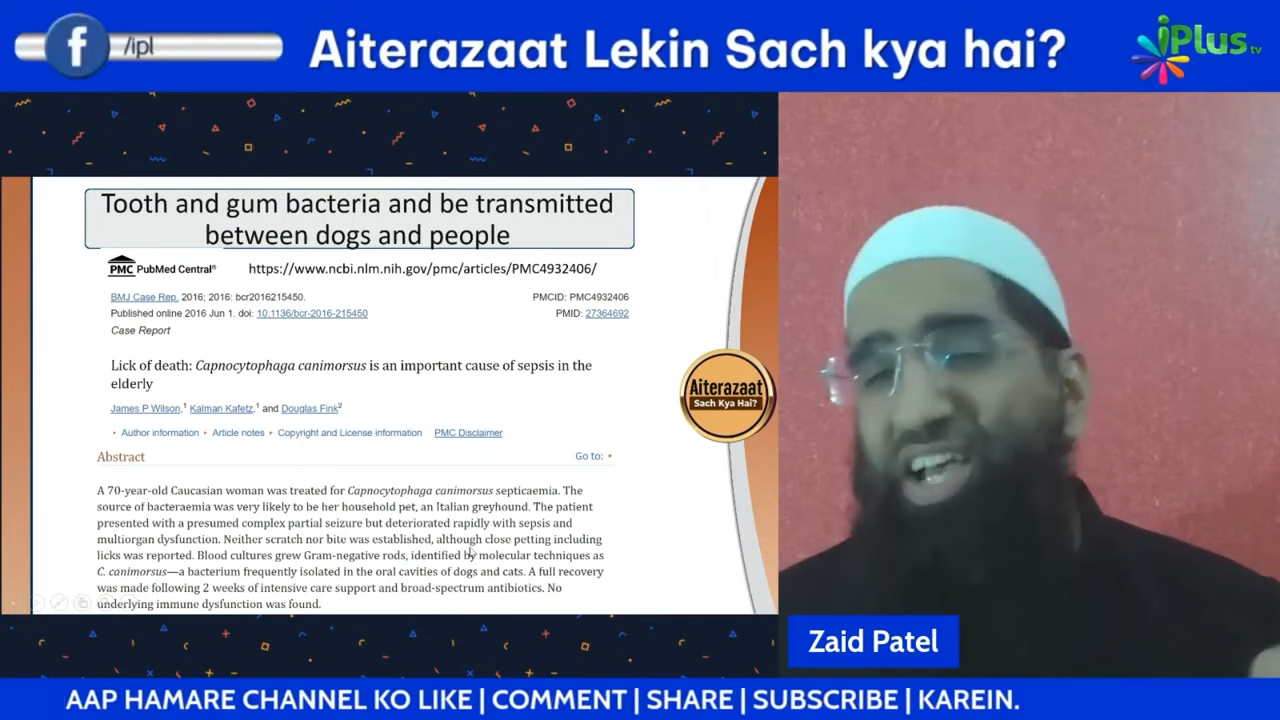 /ipl
Aiterazaat Lekin Sach kya hai?
iPlus tv
Tooth and gum bacteria and be transmitted
between dogs and people
PMC PubMed Central®
https://www.ncbi.nlm.nih.gov/pmc/articles/PMC4932406/
BMJ Case Rep. 2016; 2016: bcr2016215450.
PMCID: PMC4932406
Published online 2016 Jun 1. doi: 10.1136/bcr-2016-215450
PMID: 27364692
Case Report
Lick of death: Capnocytophaga canimorsus is an important cause of sepsis in the
elderly
James P Wilson,1 Kalman Kafetz,1 and Douglas Fink2
Author information Article notes Copyright and License information PMC Disclaimer
Abstract
Go to:
A 70-year-old Caucasian woman was treated for Capnocytophaga canimorsus septicaemia. The
source of bacteraemia was very likely to be her household pet, an Italian greyhound. The patient
presented with a presumed complex partial seizure but deteriorated rapidly with sepsis and
multiorgan dysfunction. Neither scratch nor bite was established, although close petting including
licks was reported. Blood cultures grew Gram-negative rods, identified by molecular techniques as
C. canimorsus—a bacterium frequently isolated in the oral cavities of dogs and cats. A full recovery
was made following 2 weeks of intensive care support and broad-spectrum antibiotics. No
underlying immune dysfunction was found.
Aiterazaat
Sach Kya Hai?
Zaid Patel
AAP HAMARE CHANNEL KO LIKE | COMMENT | SHARE | SUBSCRIBE | KAREIN.